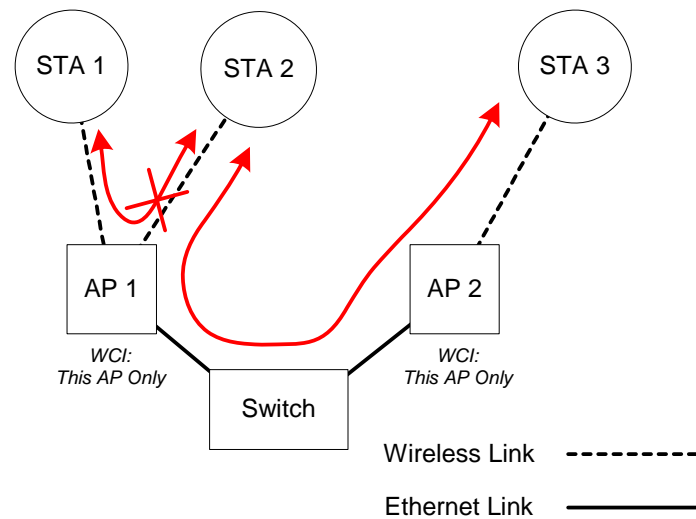 STA 1
STA 2
STA 3
AP 1
AP 2
WCI:
This AP Only
WCI:
This AP Only
Switch
Wireless Link
Ethernet Link